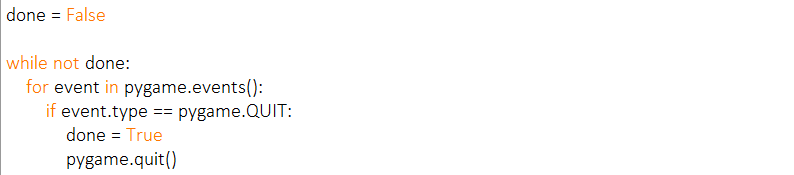 done = False
while not done:
for event in pygame.events():
if event.type == pygame.QUIT:
done = True
pygame.quit()